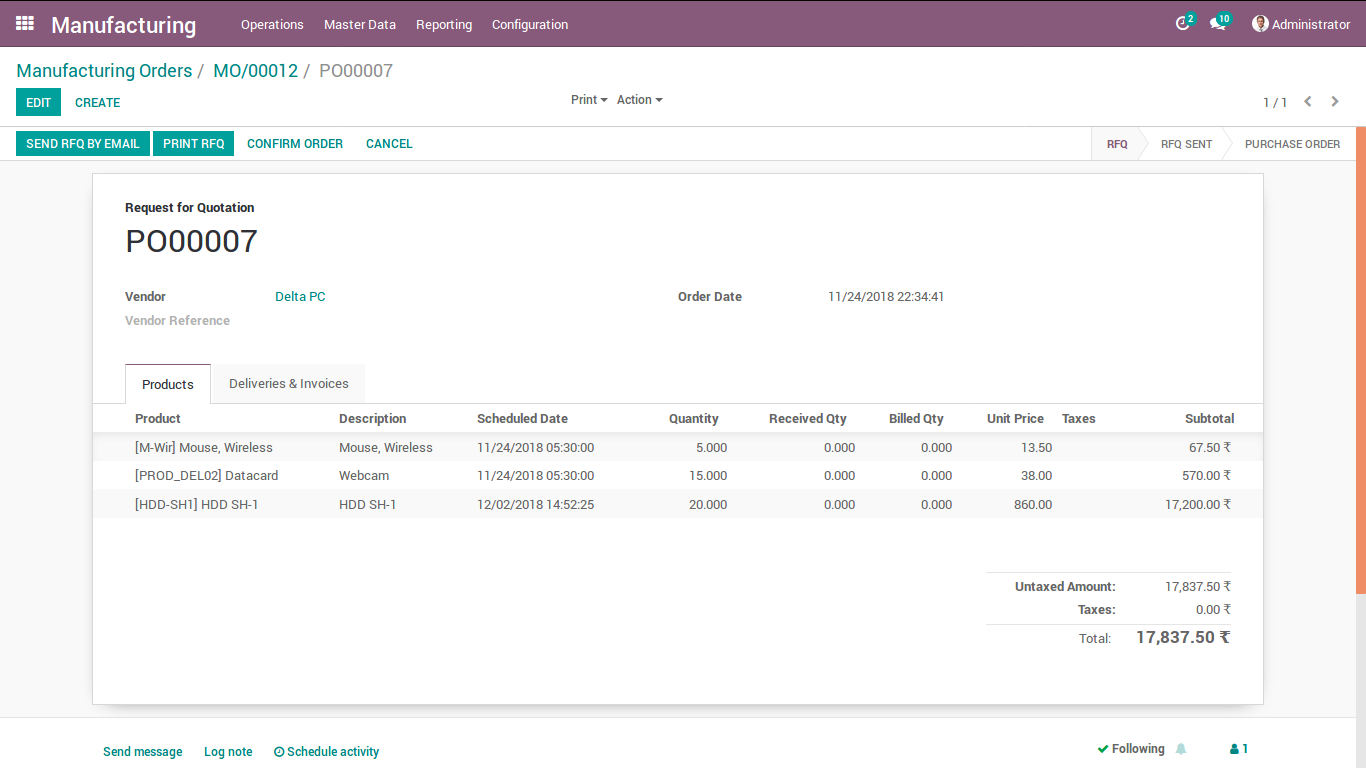 Manufacturing Operations Master Data Reporting Configuration 2 10 Administrator
Manufacturing Orders / MO/00012 / PO00007
EDIT CREATE Print Action 1 / 1
SEND RFQ BY EMAIL PRINT RFQ CONFIRM ORDER CANCEL RFQ RFQ SENT PURCHASE ORDER
Request for Quotation
PO00007
Vendor Delta PC Order Date 11/24/2018 22:34:41
Vendor Reference
Products Deliveries & Invoices
Product Description Scheduled Date Quantity Received Qty Billed Qty Unit Price Taxes Subtotal
[M-Wir] Mouse, Wireless Mouse, Wireless 11/24/2018 05:30:00 5.000 0.000 0.000 13.50 67.50 ₹
[PROD_DEL02] Datacard Webcam 11/24/2018 05:30:00 15.000 0.000 0.000 38.00 570.00 ₹
[HDD-SH1] HDD SH-1 HDD SH-1 12/02/2018 14:52:25 20.000 0.000 0.000 860.00 17,200.00 ₹
Untaxed Amount: 17,837.50 ₹
Taxes: 0.00 ₹
Total: 17,837.50 ₹
Send message Log note Schedule activity Following 1